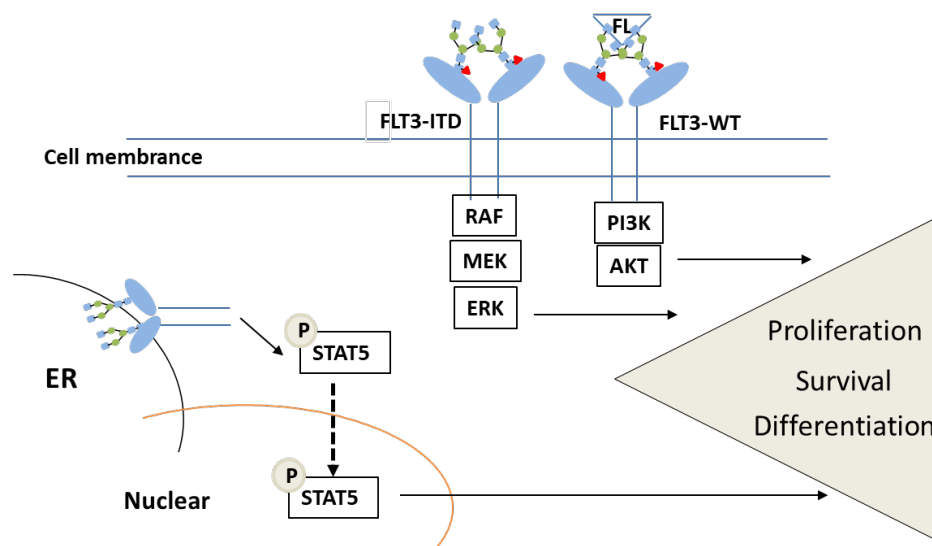 FL
FLT3-ITD
FLT3-WT
Cell membrance
RAF
PI3K
MEK
AKT
ERK
P
STAT5
ER
Proliferation
Survival
Differentiation
P
STAT5
Nuclear